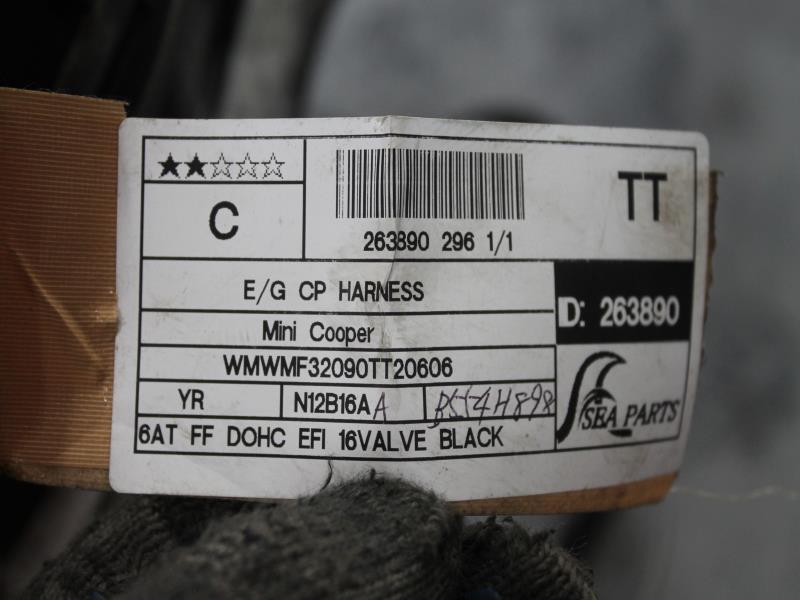 ★★☆☆☆
C
263890 296 1/1
TT
E/G CP HARNESS
D: 263890
Mini Cooper
WMWMF32090TT20606
YR N12B16A A
6AT FF DOHC EFI 16VALVE BLACK
SEA PARTS